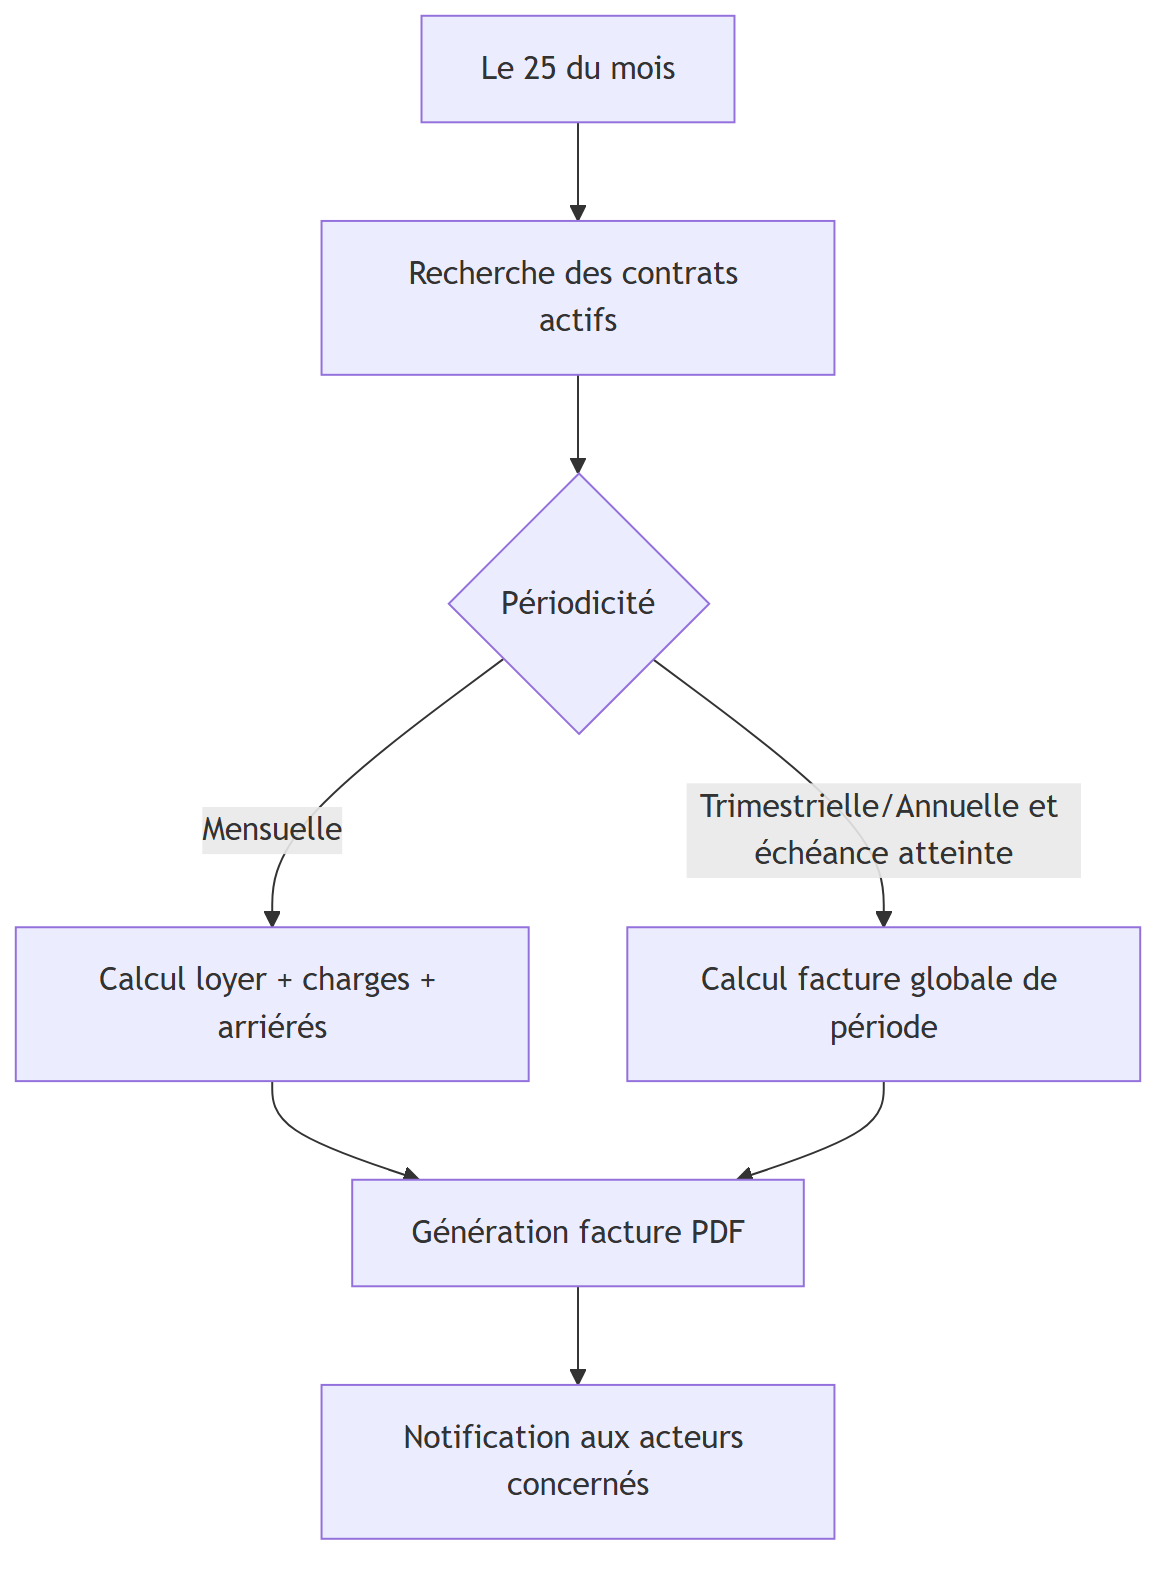 Le 25 du mois
Recherche des contrats
actifs
Périodicité
Mensuelle
Trimestrielle/Annuelle et
échéance atteinte
Calcul loyer + charges +
arriérés
Calcul facture globale de
période
Génération facture PDF
Notification aux acteurs
concernés